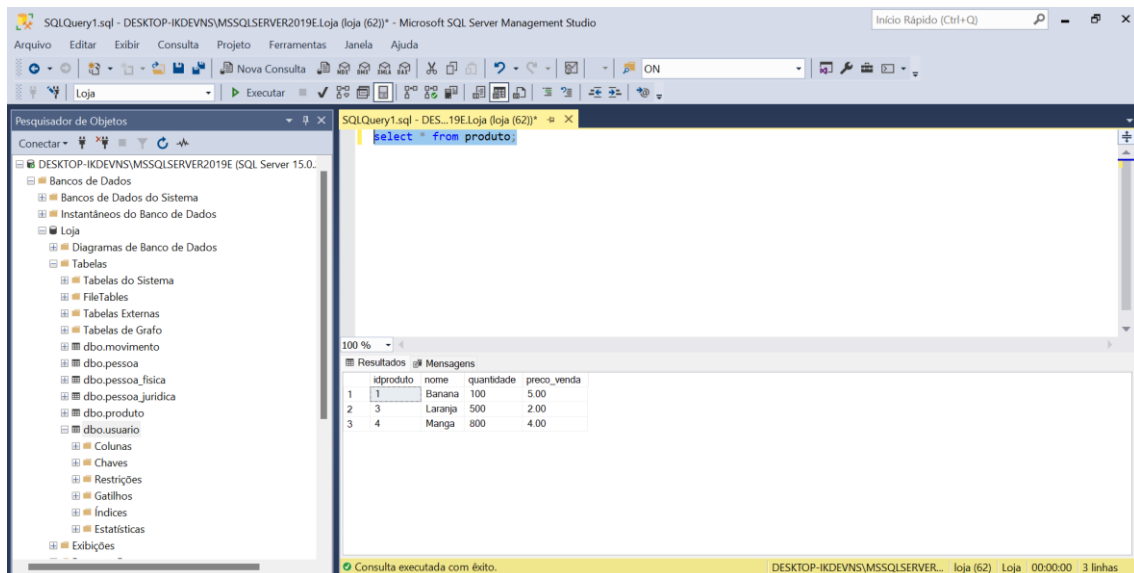 SQLQuery1.sql - DESKTOP-IKDEVNS\MSSQLSERVER2019E.Loja (loja (62))* - Microsoft SQL Server Management Studio
Início Rápido (Ctrl+Q)
Arquivo Editar Exibir Consulta Projeto Ferramentas Janela Ajuda
Nova Consulta MDX DMX XMLA DAX ON
Loja Executar
Pesquisador de Objetos
SQLQuery1.sql - DES...19E.Loja (loja (62))*
Conectar
select * from produto;
DESKTOP-IKDEVNS\MSSQLSERVER2019E (SQL Server 15.0..
Bancos de Dados
Bancos de Dados do Sistema
Instantâneos do Banco de Dados
Loja
Diagramas de Banco de Dados
Tabelas
Tabelas do Sistema
FileTables
Tabelas Externas
Tabelas de Grafo
dbo.movimento
dbo.pessoa
dbo.pessoa_fisica
dbo.pessoa_juridica
dbo.produto
dbo.usuario
Colunas
Chaves
Restrições
Gatilhos
Índices
Estatísticas
Exibições
100 %
Resultados Mensagens
idproduto nome quantidade preco_venda
1 1 Banana 100 5.00
2 3 Laranja 500 2.00
3 4 Manga 800 4.00
Consulta executada com êxito.
DESKTOP-IKDEVNS\MSSQLSERVER... loja (62) Loja 00:00:00 3 linhas